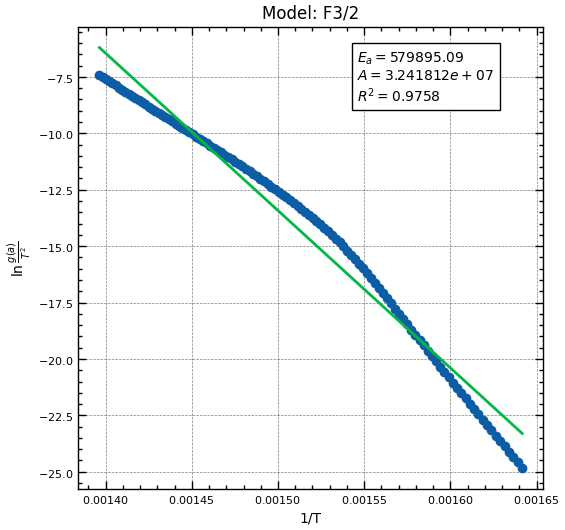 Model: F3/2
E_a = 579895.09
A = 3.241812e + 07
R^2 = 0.9758
−7.5
−10.0
−12.5
−15.0
−17.5
−20.0
−22.5
−25.0
ln g(a)/T^2
0.00140 0.00145 0.00150 0.00155 0.00160 0.00165
1/T